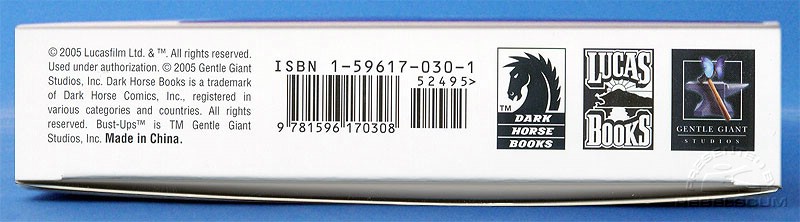 © 2005 Lucasfilm Ltd. & ™. All rights reserved.
Used under authorization. © 2005 Gentle Giant
Studios, Inc. Dark Horse Books is a trademark
of Dark Horse Comics, Inc., registered in
various categories and countries. All rights
reserved. Bust-Ups™ is TM Gentle Giant
Studios, Inc. Made in China.
ISBN 1-59617-030-1
52495>
9 781596 170308
TM
DARK
HORSE
BOOKS
LUCAS
BOOKS
GENTLE GIANT
STUDIOS
REBELSCUM